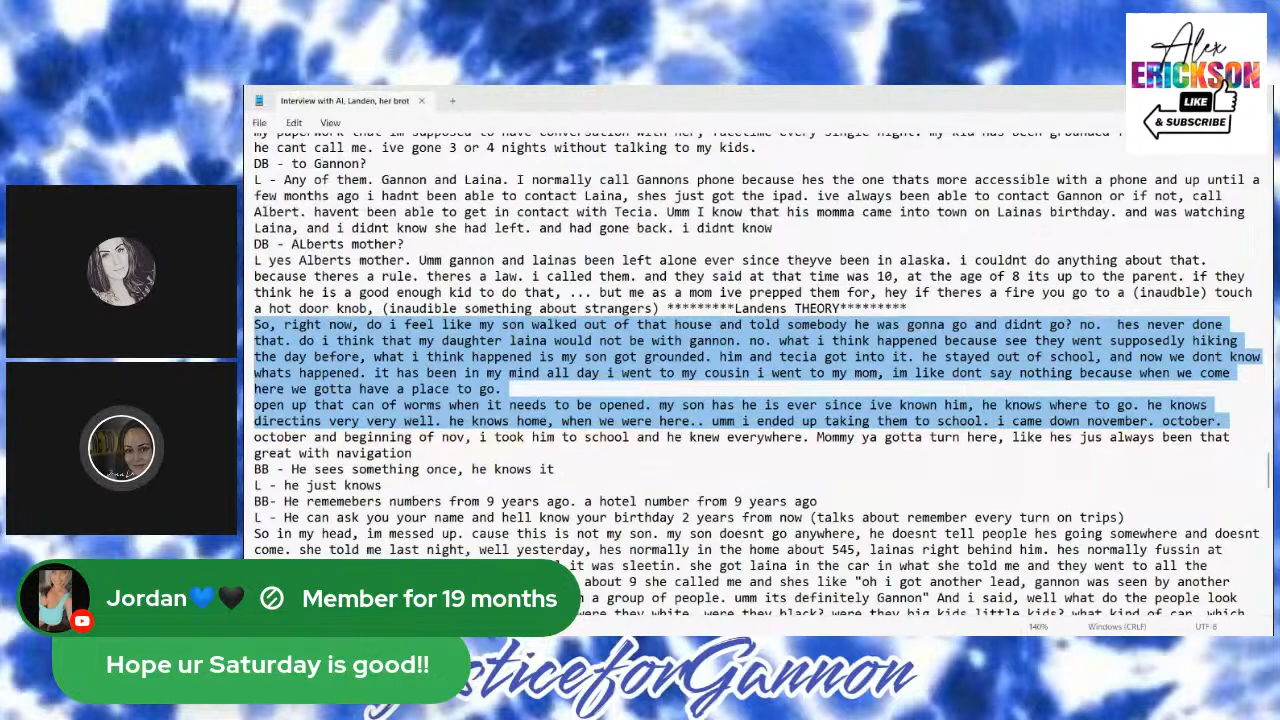 Alex
ERICKSON
LIKE
& SUBSCRIBE
Interview with Al, Landen, her brot
File Edit View
he cant call me. ive gone 3 or 4 nights without talking to my kids.
DB - to Gannon?
L - Any of them. Gannon and Laina. I normally call Gannons phone because hes the one thats more accessible with a phone and up until a
few months ago i hadnt been able to contact Laina, shes just got the ipad. ive always been able to contact Gannon or if not, call
Albert. havent been able to get in contact with Tecia. Umm I know that his momma came into town on Lainas birthday. and was watching
Laina, and i didnt know she had left. and had gone back. i didnt know
DB - ALberts mother?
L yes Alberts mother. Umm gannon and lainas been left alone ever since theyve been in alaska. i couldnt do anything about that.
because theres a rule. theres a law. i called them. and they said at that time was 10, at the age of 8 its up to the parent. if they
think he is a good enough kid to do that, ... but me as a mom ive prepped them for, hey if theres a fire you go to a (inaudble) touch
a hot door knob, (inaudible something about strangers) *********Landens THEORY*********
So, right now, do i feel like my son walked out of that house and told somebody he was gonna go and didnt go? no. hes never done
that. do i think that my daughter laina would not be with gannon. no. what i think happened because see they went supposedly hiking
the day before, what i think happened is my son got grounded. him and tecia got into it. he stayed out of school, and now we dont know
whats happened. it has been in my mind all day i went to my cousin i went to my mom, im like dont say nothing because when we come
here we gotta have a place to go.
open up that can of worms when it needs to be opened. my son has he is ever since ive known him, he knows where to go. he knows
directins very very well. he knows home, when we were here.. umm i ended up taking them to school. i came down november. october.
october and beginning of nov, i took him to school and he knew everywhere. Mommy ya gotta turn here, like hes jus always been that
great with navigation
BB - He sees something once, he knows it
L - he just knows
BB- He rememebers numbers from 9 years ago. a hotel number from 9 years ago
L - He can ask you your name and hell know your birthday 2 years from now (talks about remember every turn on trips)
So in my head, im messed up. cause this is not my son. my son doesnt go anywhere, he doesnt tell people hes going somewhere and doesnt
come. she told me last night, well yesterday, hes normally in the home about 545, lainas right behind him. hes normally fussin at
it was sleetin. she got laina in the car in what she told me and they went to all the
about 9 she called me and shes like "oh i got another lead, gannon was seen by another
n a group of people. umm its definitely Gannon" And i said, well what do the people look
140% Windows (CRLF) UTF-8
Jordan💙🖤 Member for 19 months
Hope ur Saturday is good!!
sticeforGannon